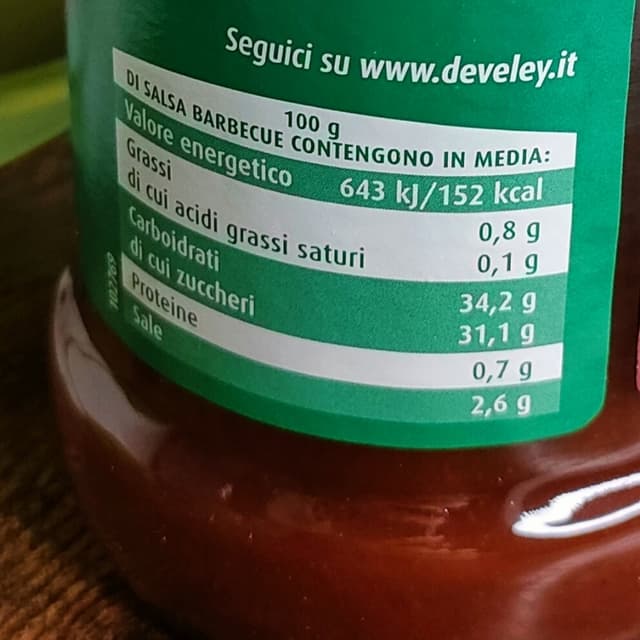 Seguici su www.develey.it
100 g
DI SALSA BARBECUE CONTENGONO IN MEDIA:
Valore energetico 643 kJ/152 kcal
Grassi 0,8 g
di cui acidi grassi saturi 0,1 g
Carboidrati 34,2 g
di cui zuccheri 31,1 g
Proteine 0,7 g
Sale 2,6 g